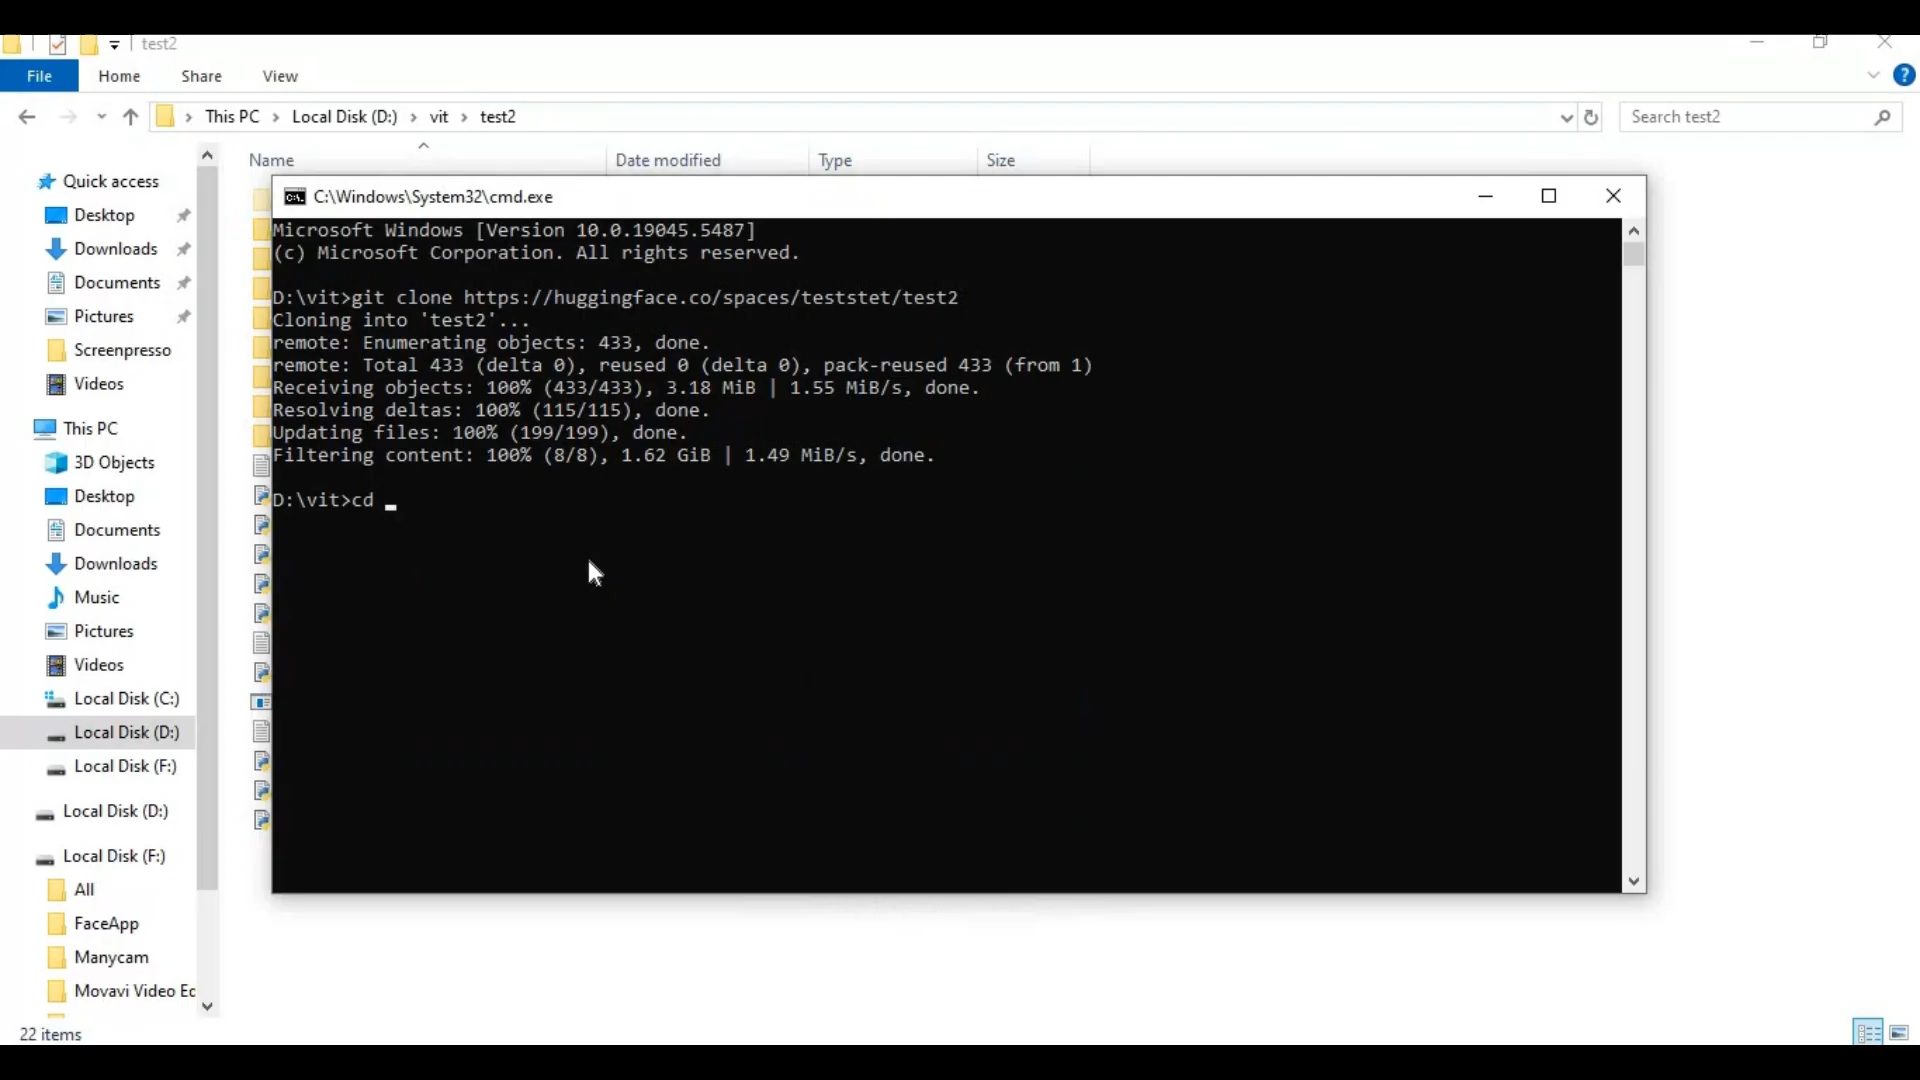 test2
File Home Share View
This PC > Local Disk (D:) > vit > test2
Search test2
Name Date modified Type Size
Quick access
Desktop
Downloads
Documents
Pictures
Screenpresso
Videos
This PC
3D Objects
Desktop
Documents
Downloads
Music
Pictures
Videos
Local Disk (C:)
Local Disk (D:)
Local Disk (F:)
Local Disk (D:)
Local Disk (F:)
All
FaceApp
Manycam
Movavi Video Ec
22 items
C:\Windows\System32\cmd.exe
Microsoft Windows [Version 10.0.19045.5487]
(c) Microsoft Corporation. All rights reserved.
D:\vit>git clone https://huggingface.co/spaces/teststet/test2
Cloning into 'test2'...
remote: Enumerating objects: 433, done.
remote: Total 433 (delta 0), reused 0 (delta 0), pack-reused 433 (from 1)
Receiving objects: 100% (433/433), 3.18 MiB | 1.55 MiB/s, done.
Resolving deltas: 100% (115/115), done.
Updating files: 100% (199/199), done.
Filtering content: 100% (8/8), 1.62 GiB | 1.49 MiB/s, done.
D:\vit>cd _